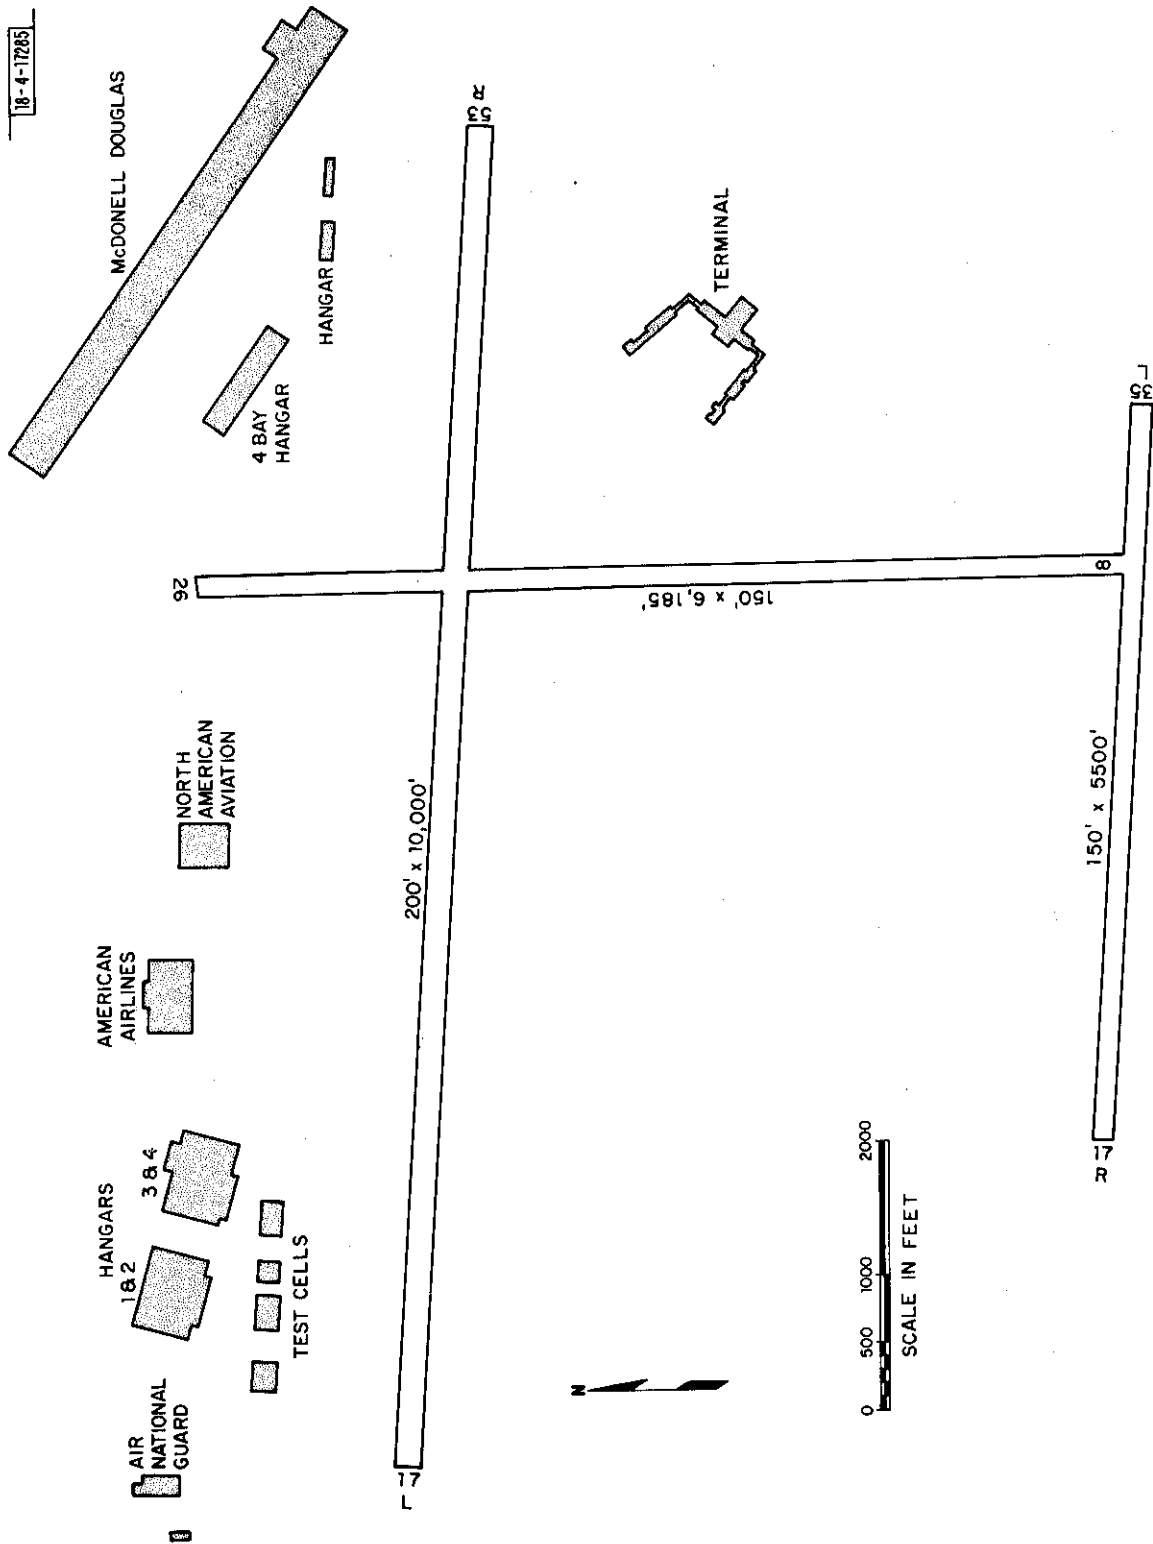 18-4-17285
McDONELL DOUGLAS
HANGAR
4 BAY
HANGAR
35
R
26
TERMINAL
NORTH
AMERICAN
AVIATION
200' x 10,000'
150' x 6,185'
8
35
L
AMERICAN
AIRLINES
150' x 5500'
HANGARS
3 & 4
1 & 2
TEST CELLS
AIR
NATIONAL
GUARD
17
L
N
0 500 1000 2000
SCALE IN FEET
17
R